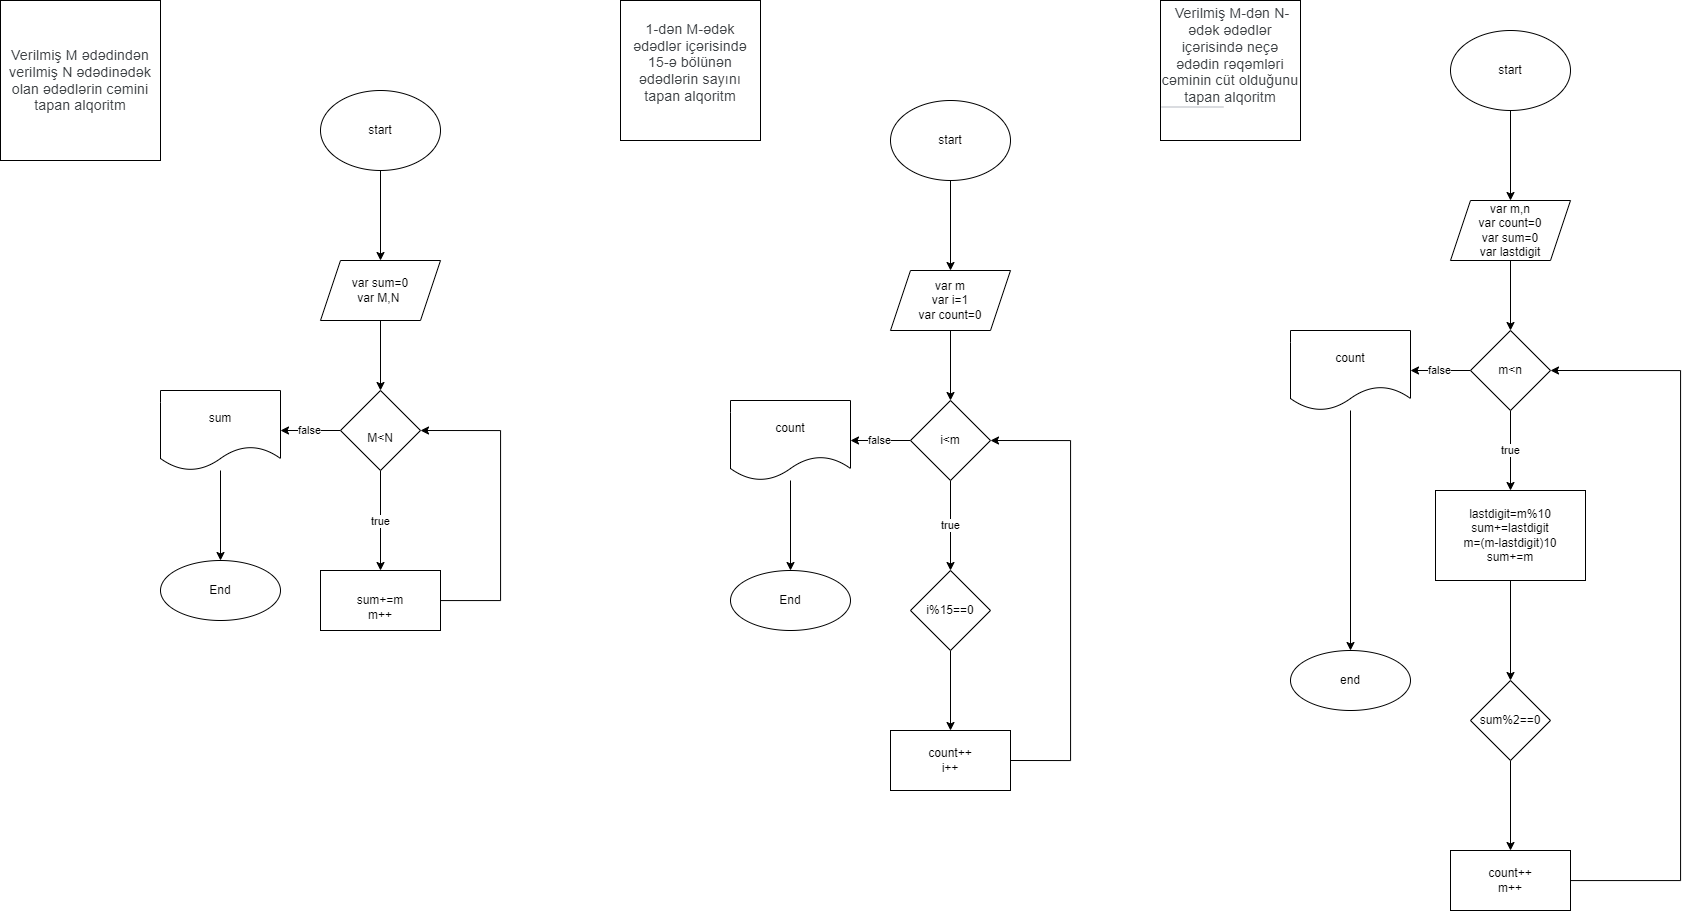 Verilmiş M ədədindən
verilmiş N ədədinədək
olan ədədlərin cəmini
tapan alqoritm
start
var sum=0
var M,N
M<N
false
sum
End
true
sum+=m
m++
1-dən M-ədək
ədədlər içərisində
15-ə bölünən
ədədlərin sayını
tapan alqoritm
start
var m
var i=1
var count=0
i<m
false
count
End
true
i%15==0
count++
i++
Verilmiş M-dən N-
ədək ədədlər
içərisində neçə
ədədin rəqəmləri
cəminin cüt olduğunu
tapan alqoritm
start
var m,n
var count=0
var sum=0
var lastdigit
m<n
false
count
end
true
lastdigit=m%10
sum+=lastdigit
m=(m-lastdigit)10
sum+=m
sum%2==0
count++
m++